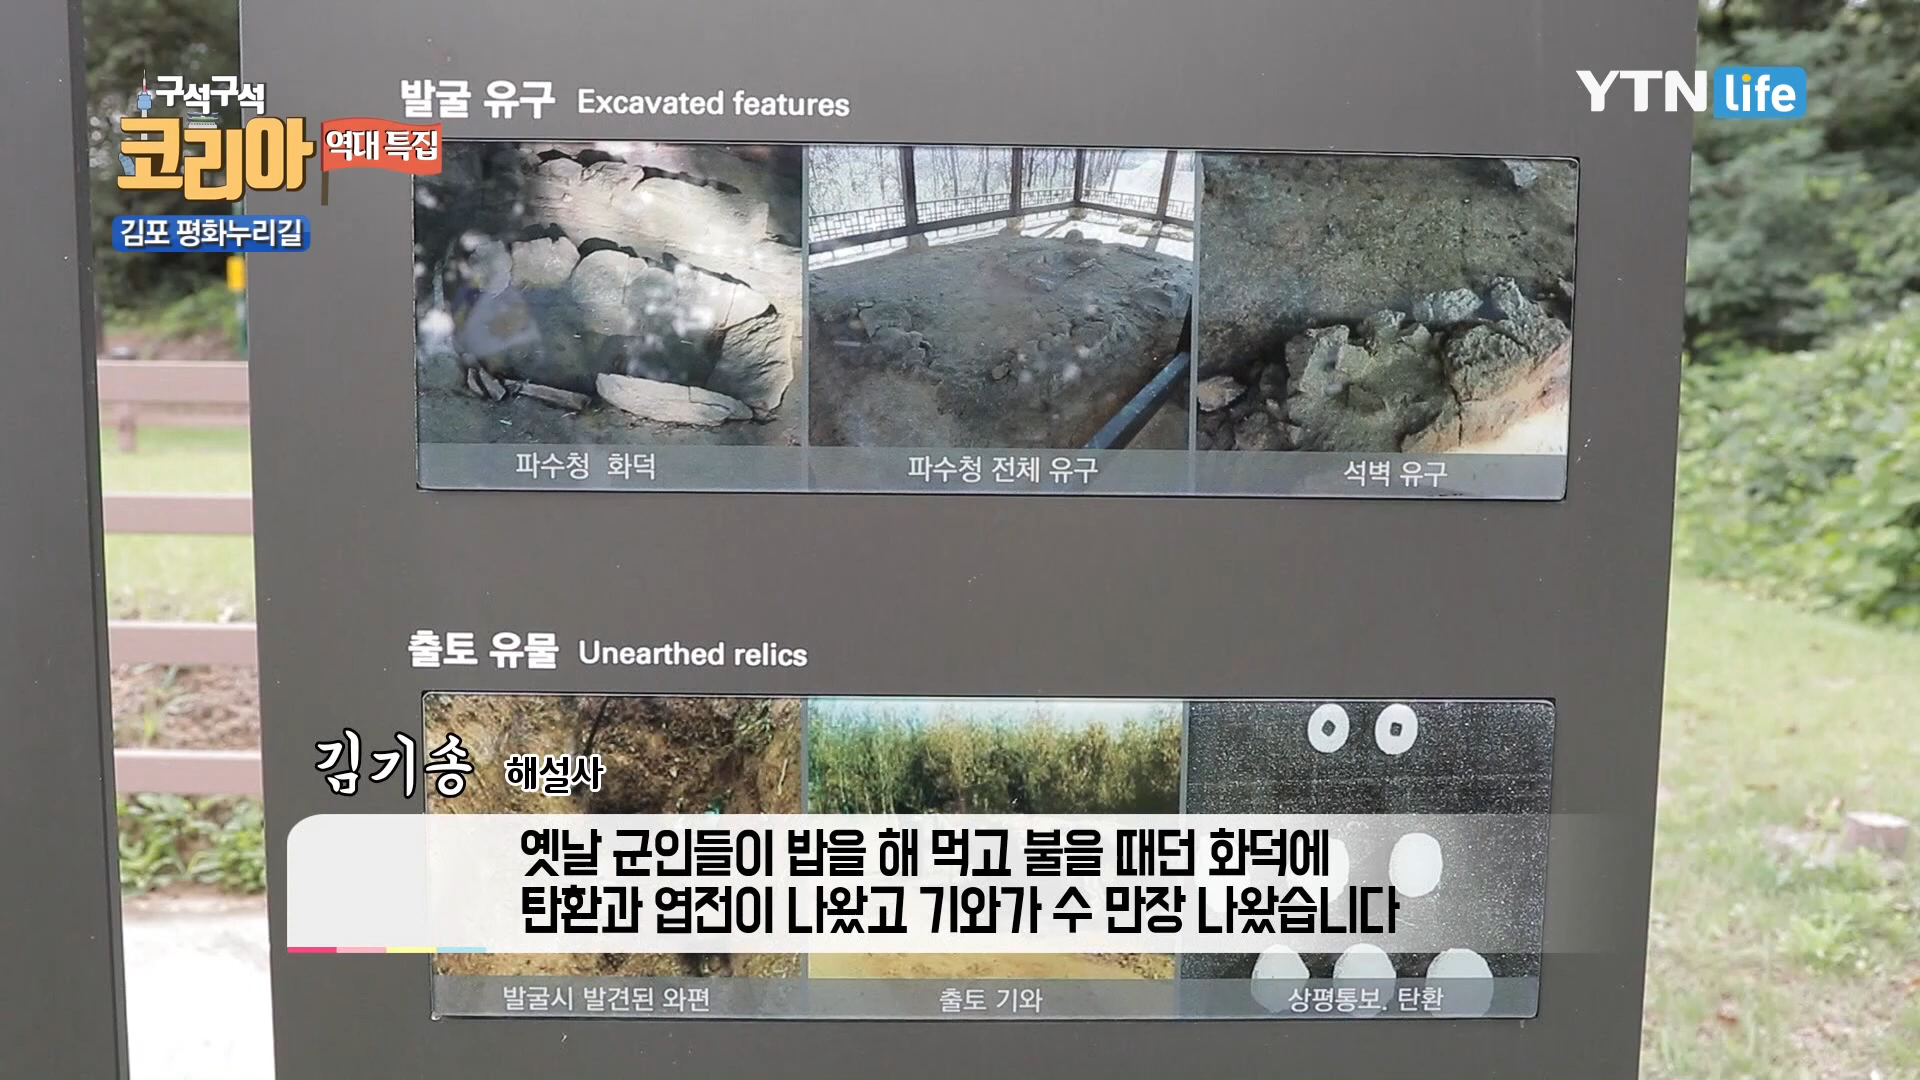 구석구석
코리아
역대 특집
김포 평화누리길
YTN life
발굴 유구 Excavated features
파수청 화덕
파수청 전체 유구
석벽 유구
출토 유물 Unearthed relics
김기송 해설사
옛날 군인들이 밥을 해 먹고 불을 때던 화덕에
탄환과 엽전이 나왔고 기와가 수 만장 나왔습니다
발굴시 발견된 와편
출토 기와
상평통보. 탄환